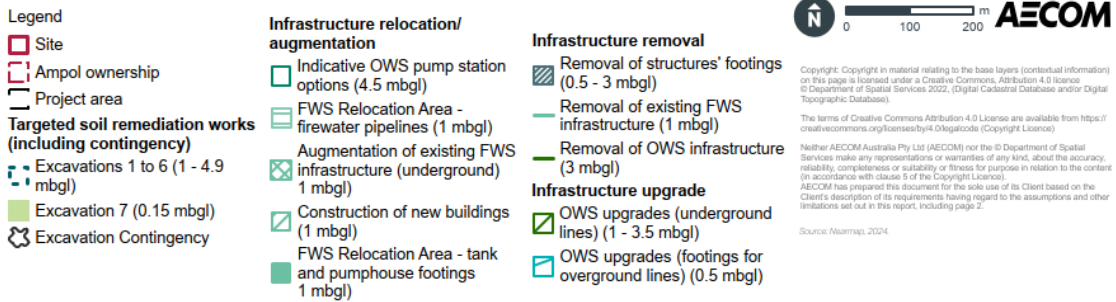 Legend
Site
Ampol ownership
Project area
Targeted soil remediation works
(including contingency)
Excavations 1 to 6 (1 - 4.9
mbgl)
Excavation 7 (0.15 mbgl)
Excavation Contingency
Infrastructure relocation/
augmentation
Indicative OWS pump station
options (4.5 mbgl)
FWS Relocation Area -
firewater pipelines (1 mbgl)
Augmentation of existing FWS
infrastructure (underground)
1 mbgl)
Construction of new buildings
(1 mbgl)
FWS Relocation Area - tank
and pumphouse footings
1 mbgl)
Infrastructure removal
Removal of structures' footings
(0.5 - 3 mbgl)
Removal of existing FWS
infrastructure (1 mbgl)
Removal of OWS infrastructure
(3 mbgl)
Infrastructure upgrade
OWS upgrades (underground
lines) (1 - 3.5 mbgl)
OWS upgrades (footings for
overground lines) (0.5 mbgl)
N
m
0 100 200
AECOM
Copyright: Copyright in material relating to the base layers (contextual information)
on this page is licensed under a Creative Commons, Attribution 4.0 licence
© Department of Spatial Services 2022, (Digital Cadastral Database and/or Digital
Topographic Database).
The terms of Creative Commons Attribution 4.0 License are available from https://
creativecommons.org/licenses/by/4.0/legalcode (Copyright Licence)
Neither AECOM Australia Pty Ltd (AECOM) nor the © Department of Spatial
Services make any representations or warranties of any kind, about the accuracy,
reliability, completeness or suitability or fitness for purpose in relation to the content
(in accordance with clause 5 of the Copyright Licence).
AECOM has prepared this document for the sole use of its Client based on the
Client's description of its requirements having regard to the assumptions and other
limitations set out in this report, including page 2.
Source: Nearmap, 2024.